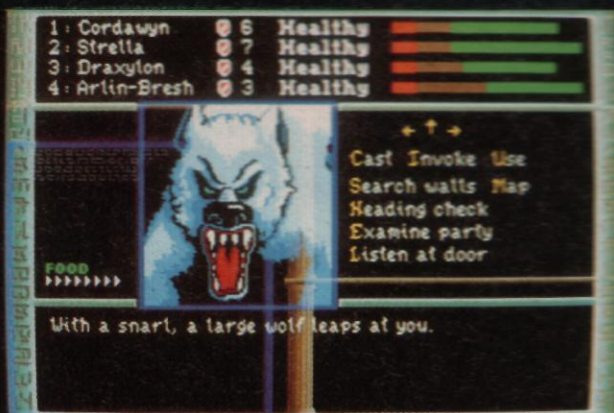 1: Cordawyn 6 Healthy
2: Strella 7 Healthy
3: Draxylon 4 Healthy
4: Arlin-Bresh 3 Healthy
← ↑ →
Cast Invoke Use
Search walls Map
Heading check
Examine party
Listen at door
FOOD
With a snarl, a large wolf leaps at you.